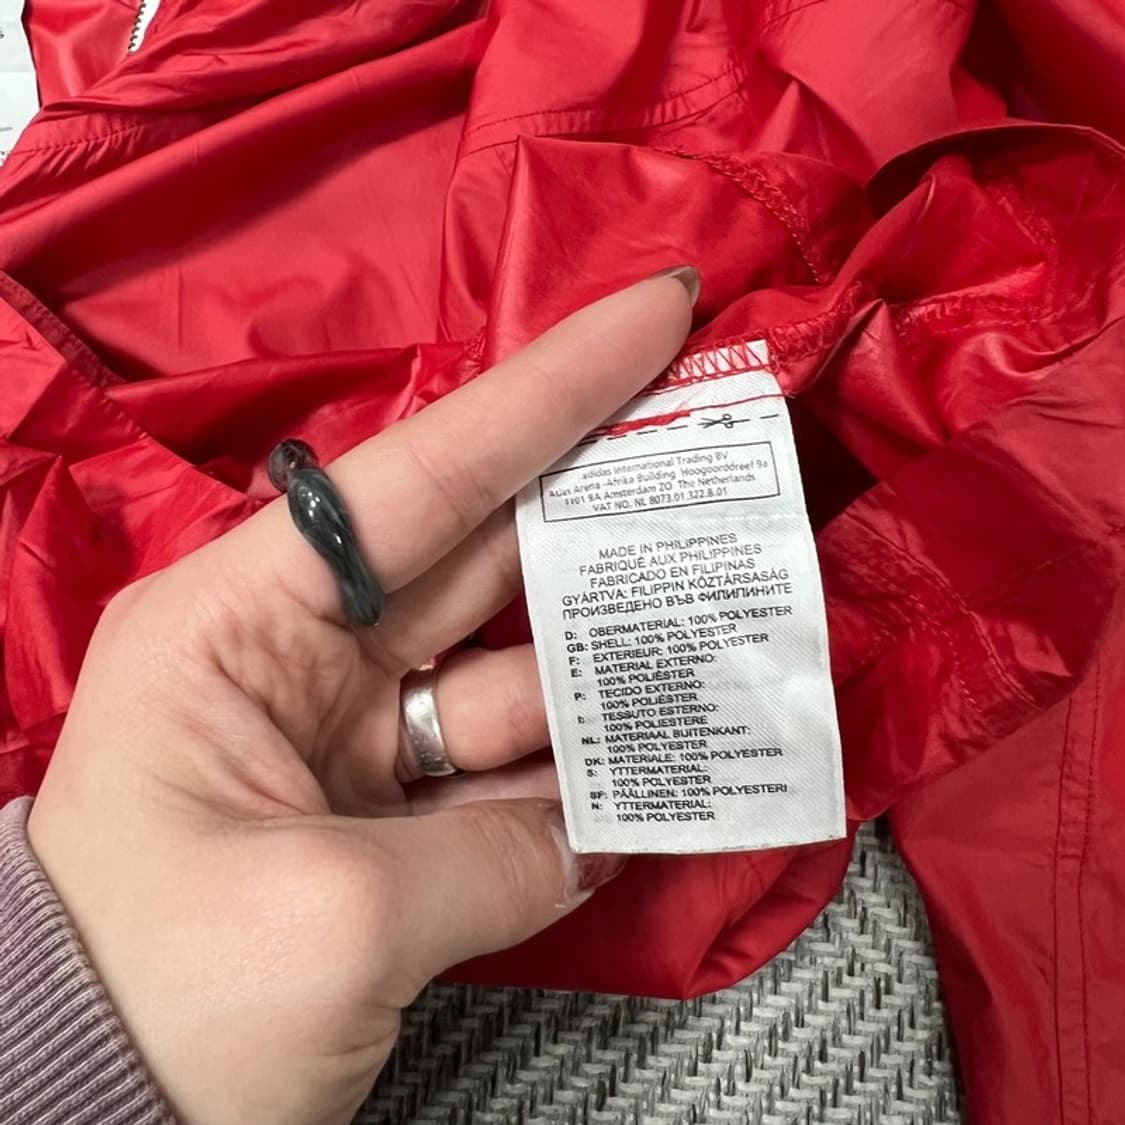 adidas International Trading BV
Atlas Arena -Afrika Building Hoogoorddreef 9a
1101 BA Amsterdam ZO The Netherlands
VAT NO. NL 8073.01.322.B.01
MADE IN PHILIPPINES
FABRIQUÉ AUX PHILIPPINES
FABRICADO EN FILIPINAS
GYÁRTVA: FILIPPIN KÖZTÁRSASÁG
ПРОИЗВЕДЕНО ВЪВ ФИЛИПИНИТЕ
D: OBERMATERIAL: 100% POLYESTER
GB: SHELL: 100% POLYESTER
F: EXTERIEUR: 100% POLYESTER
E: MATERIAL EXTERNO:
100% POLIÉSTER
P: TECIDO EXTERNO:
100% POLIÉSTER
I: TESSUTO ESTERNO:
100% POLIESTERE
NL: MATERIAAL BUITENKANT:
100% POLYESTER
DK: MATERIALE: 100% POLYESTER
S: YTTERMATERIAL:
100% POLYESTER
SF: PÄÄLLINEN: 100% POLYESTERI
N: YTTERMATERIAL:
100% POLYESTER